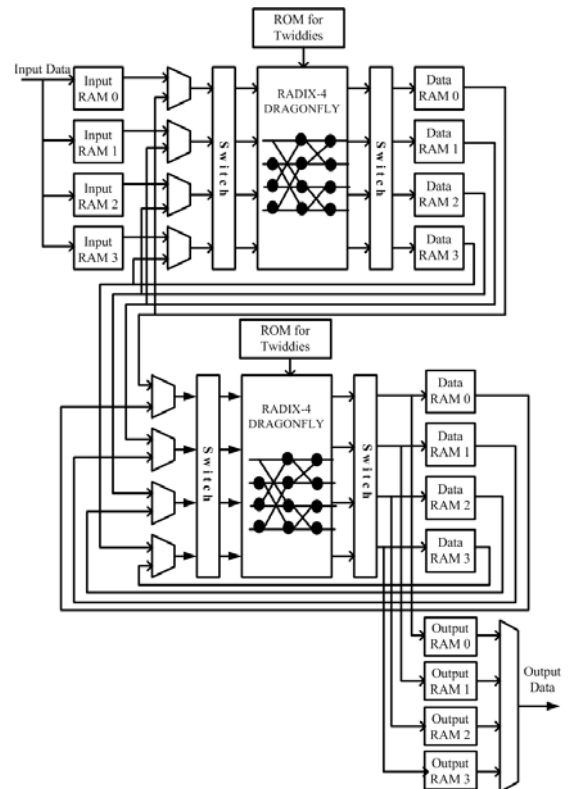 ROM for
Twiddies
Input Data
Input
RAM 0
Input
RAM 1
Input
RAM 2
Input
RAM 3
Switch
RADIX-4
DRAGONFLY
Switch
Data
RAM 0
Data
RAM 1
Data
RAM 2
Data
RAM 3
ROM for
Twiddies
Switch
RADIX-4
DRAGONFLY
Switch
Data
RAM 0
Data
RAM 1
Data
RAM 2
Data
RAM 3
Output
RAM 0
Output
RAM 1
Output
RAM 2
Output
RAM 3
Output
Data